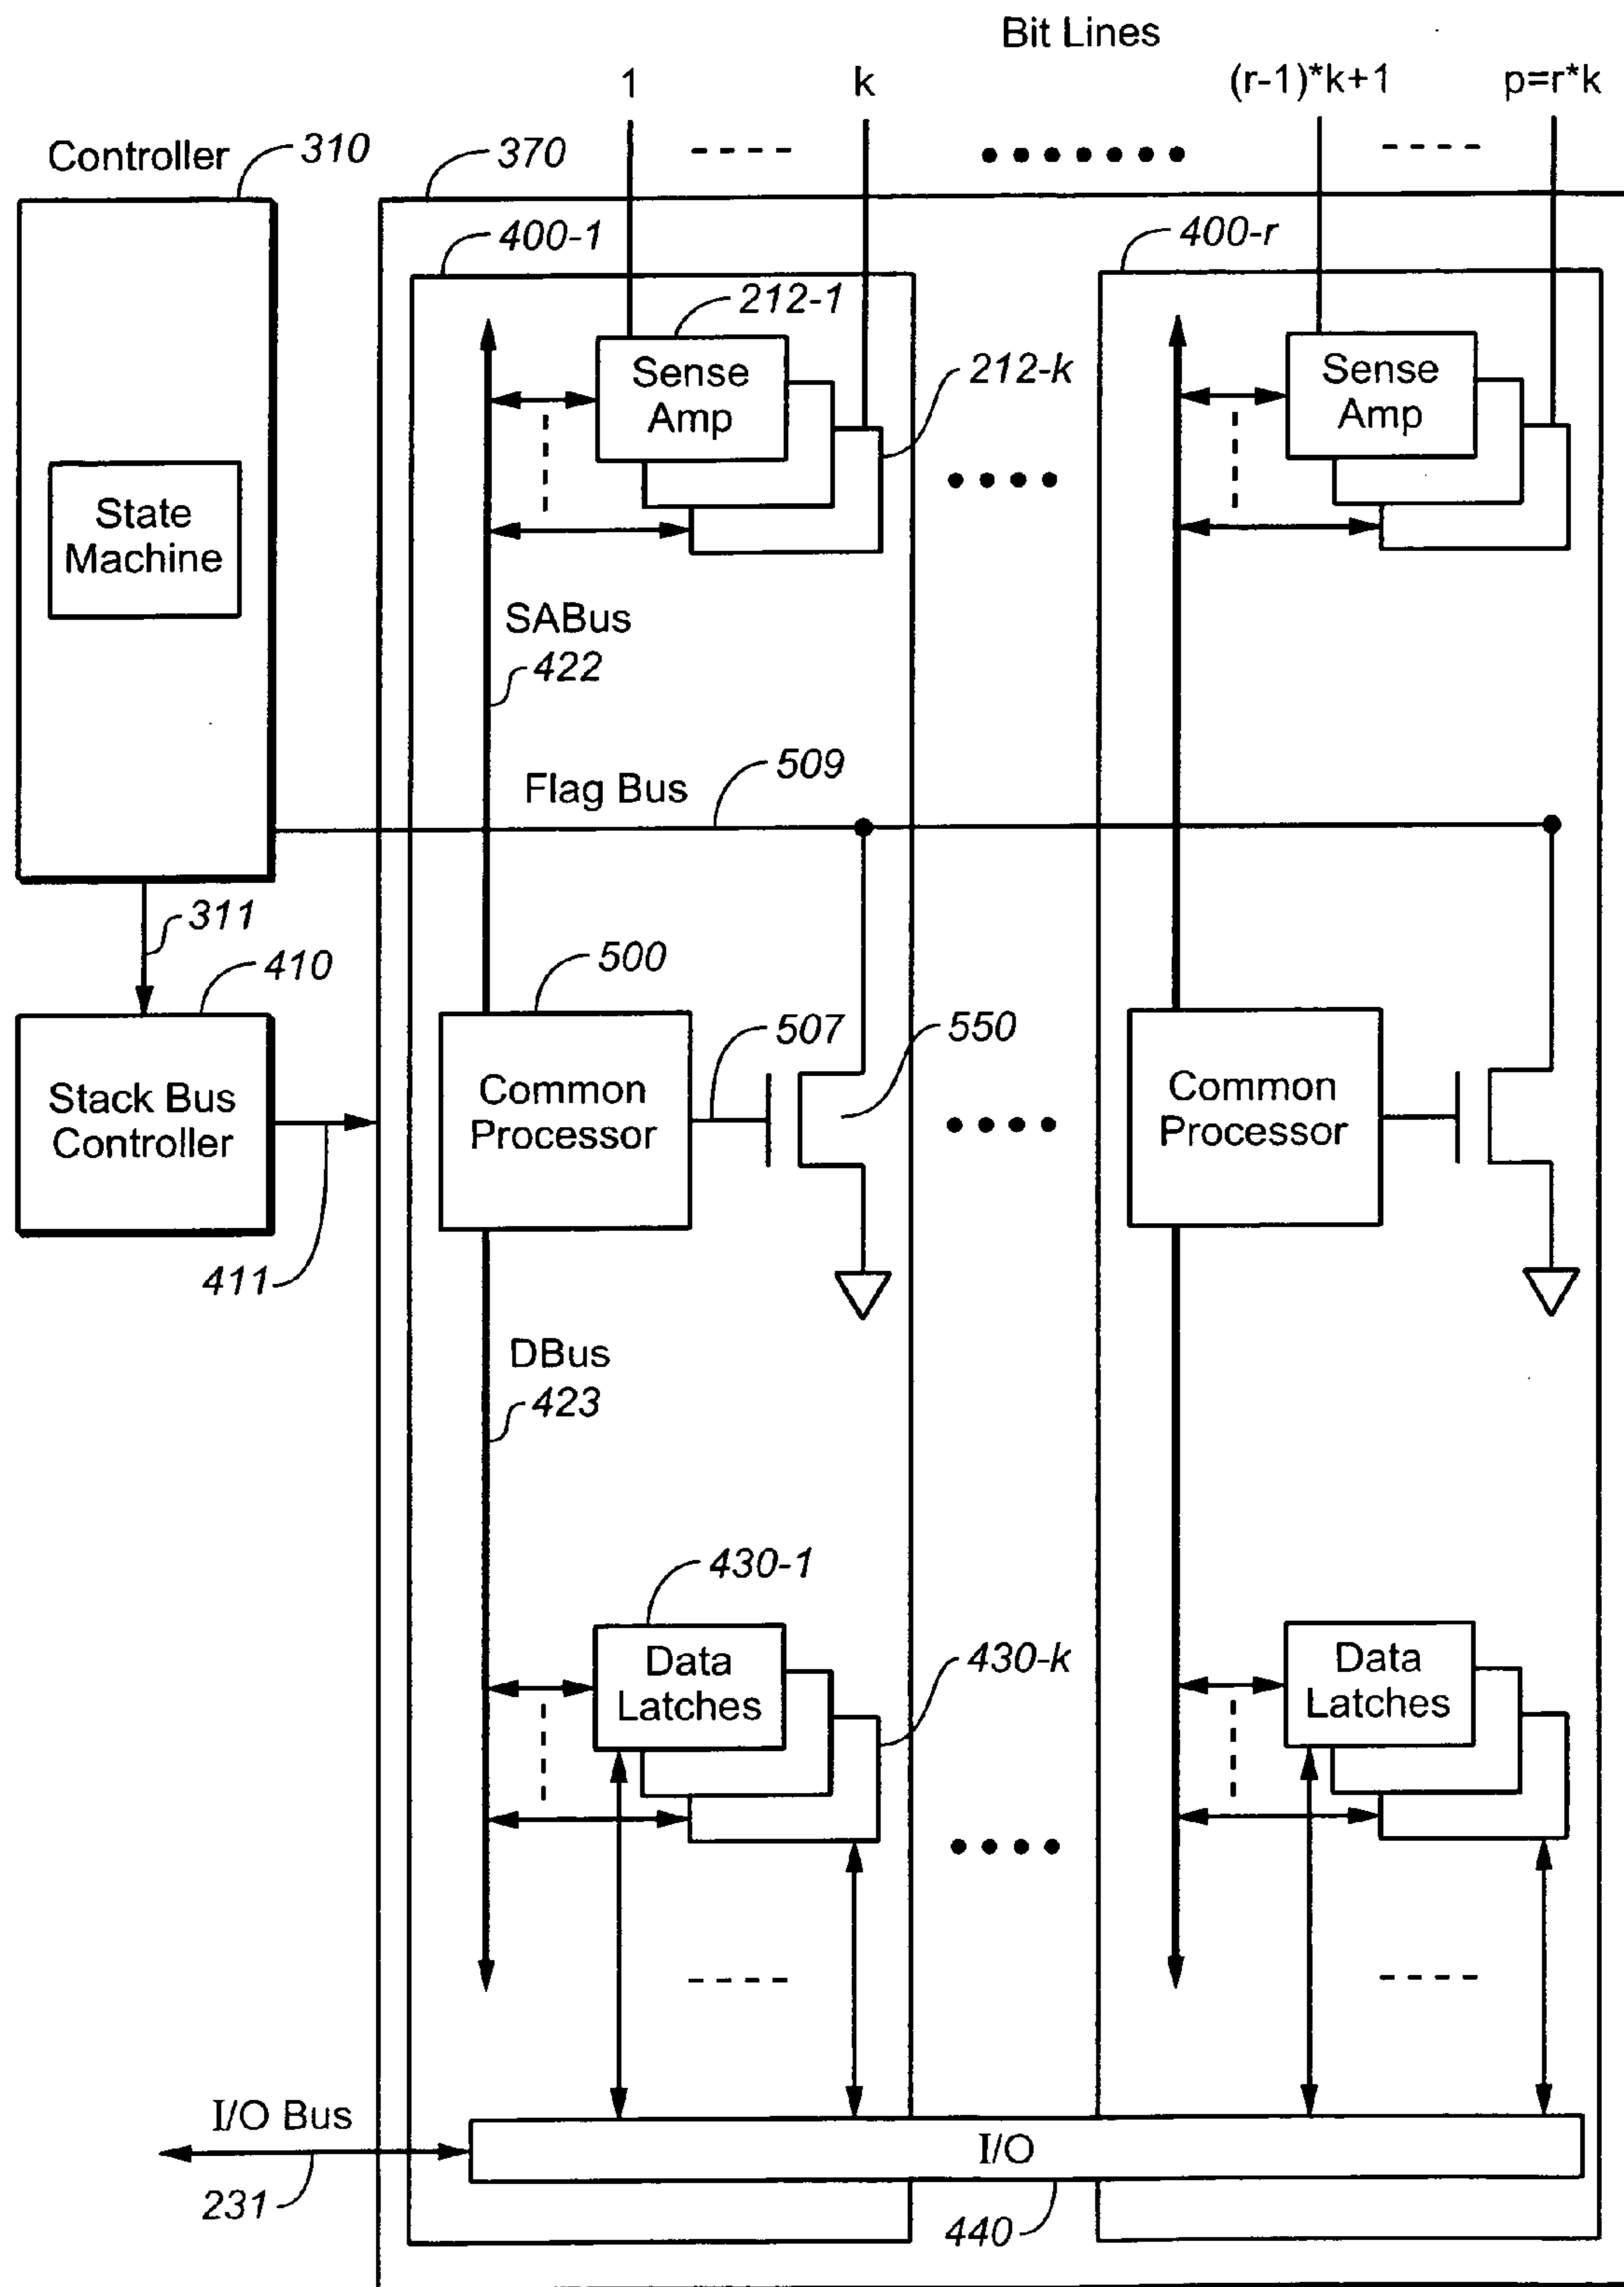 Bit Lines
1
k
(r-1)*k+1
p=r*k
Controller
310
370
400-1
400-r
212-1
212-k
Sense
Amp
Sense
Amp
State
Machine
SABus
422
Flag Bus
509
311
410
500
507
550
Stack Bus
Controller
Common
Processor
Common
Processor
411
DBus
423
430-1
430-k
Data
Latches
Data
Latches
I/O Bus
I/O
231
440